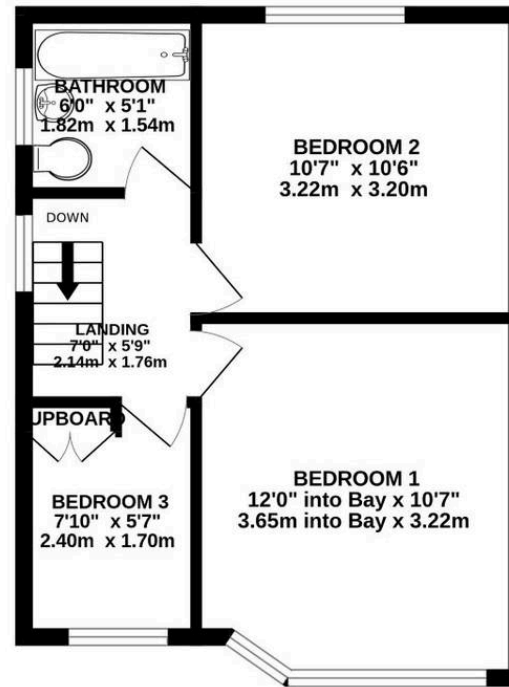 BATHROOM
6'0" x 5'1"
1.82m x 1.54m
BEDROOM 2
10'7" x 10'6"
3.22m x 3.20m
DOWN
LANDING
7'0" x 5'9"
2.14m x 1.76m
UPBOARD
BEDROOM 3
7'10" x 5'7"
2.40m x 1.70m
BEDROOM 1
12'0" into Bay x 10'7"
3.65m into Bay x 3.22m